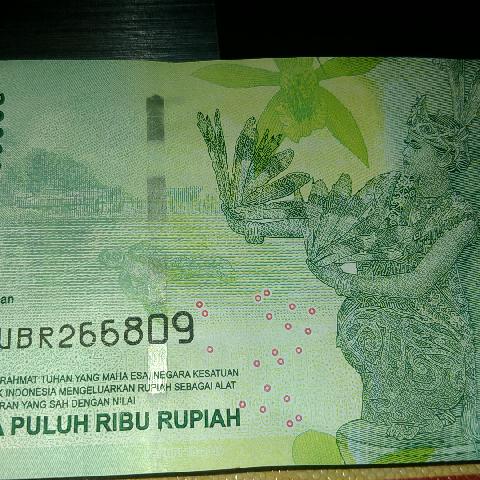 an
UBR266809
RAHMAT TUHAN YANG MAHA ESA, NEGARA KESATUAN
K INDONESIA MENGELUARKAN RUPIAH SEBAGAI ALAT
RAN YANG SAH DENGAN NILAI
A PULUH RIBU RUPIAH